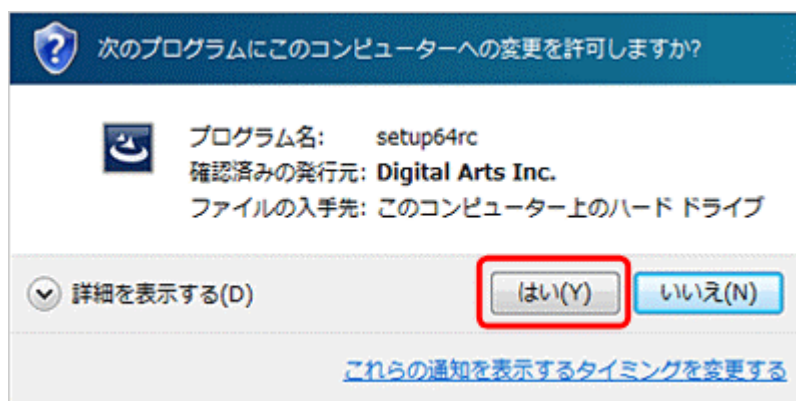 次のプログラムにこのコンピューターへの変更を許可しますか?
プログラム名: setup64rc
確認済みの発行元: Digital Arts Inc.
ファイルの入手先: このコンピューター上のハード ドライブ
詳細を表示する(D) はい(Y) いいえ(N)
これらの通知を表示するタイミングを変更する